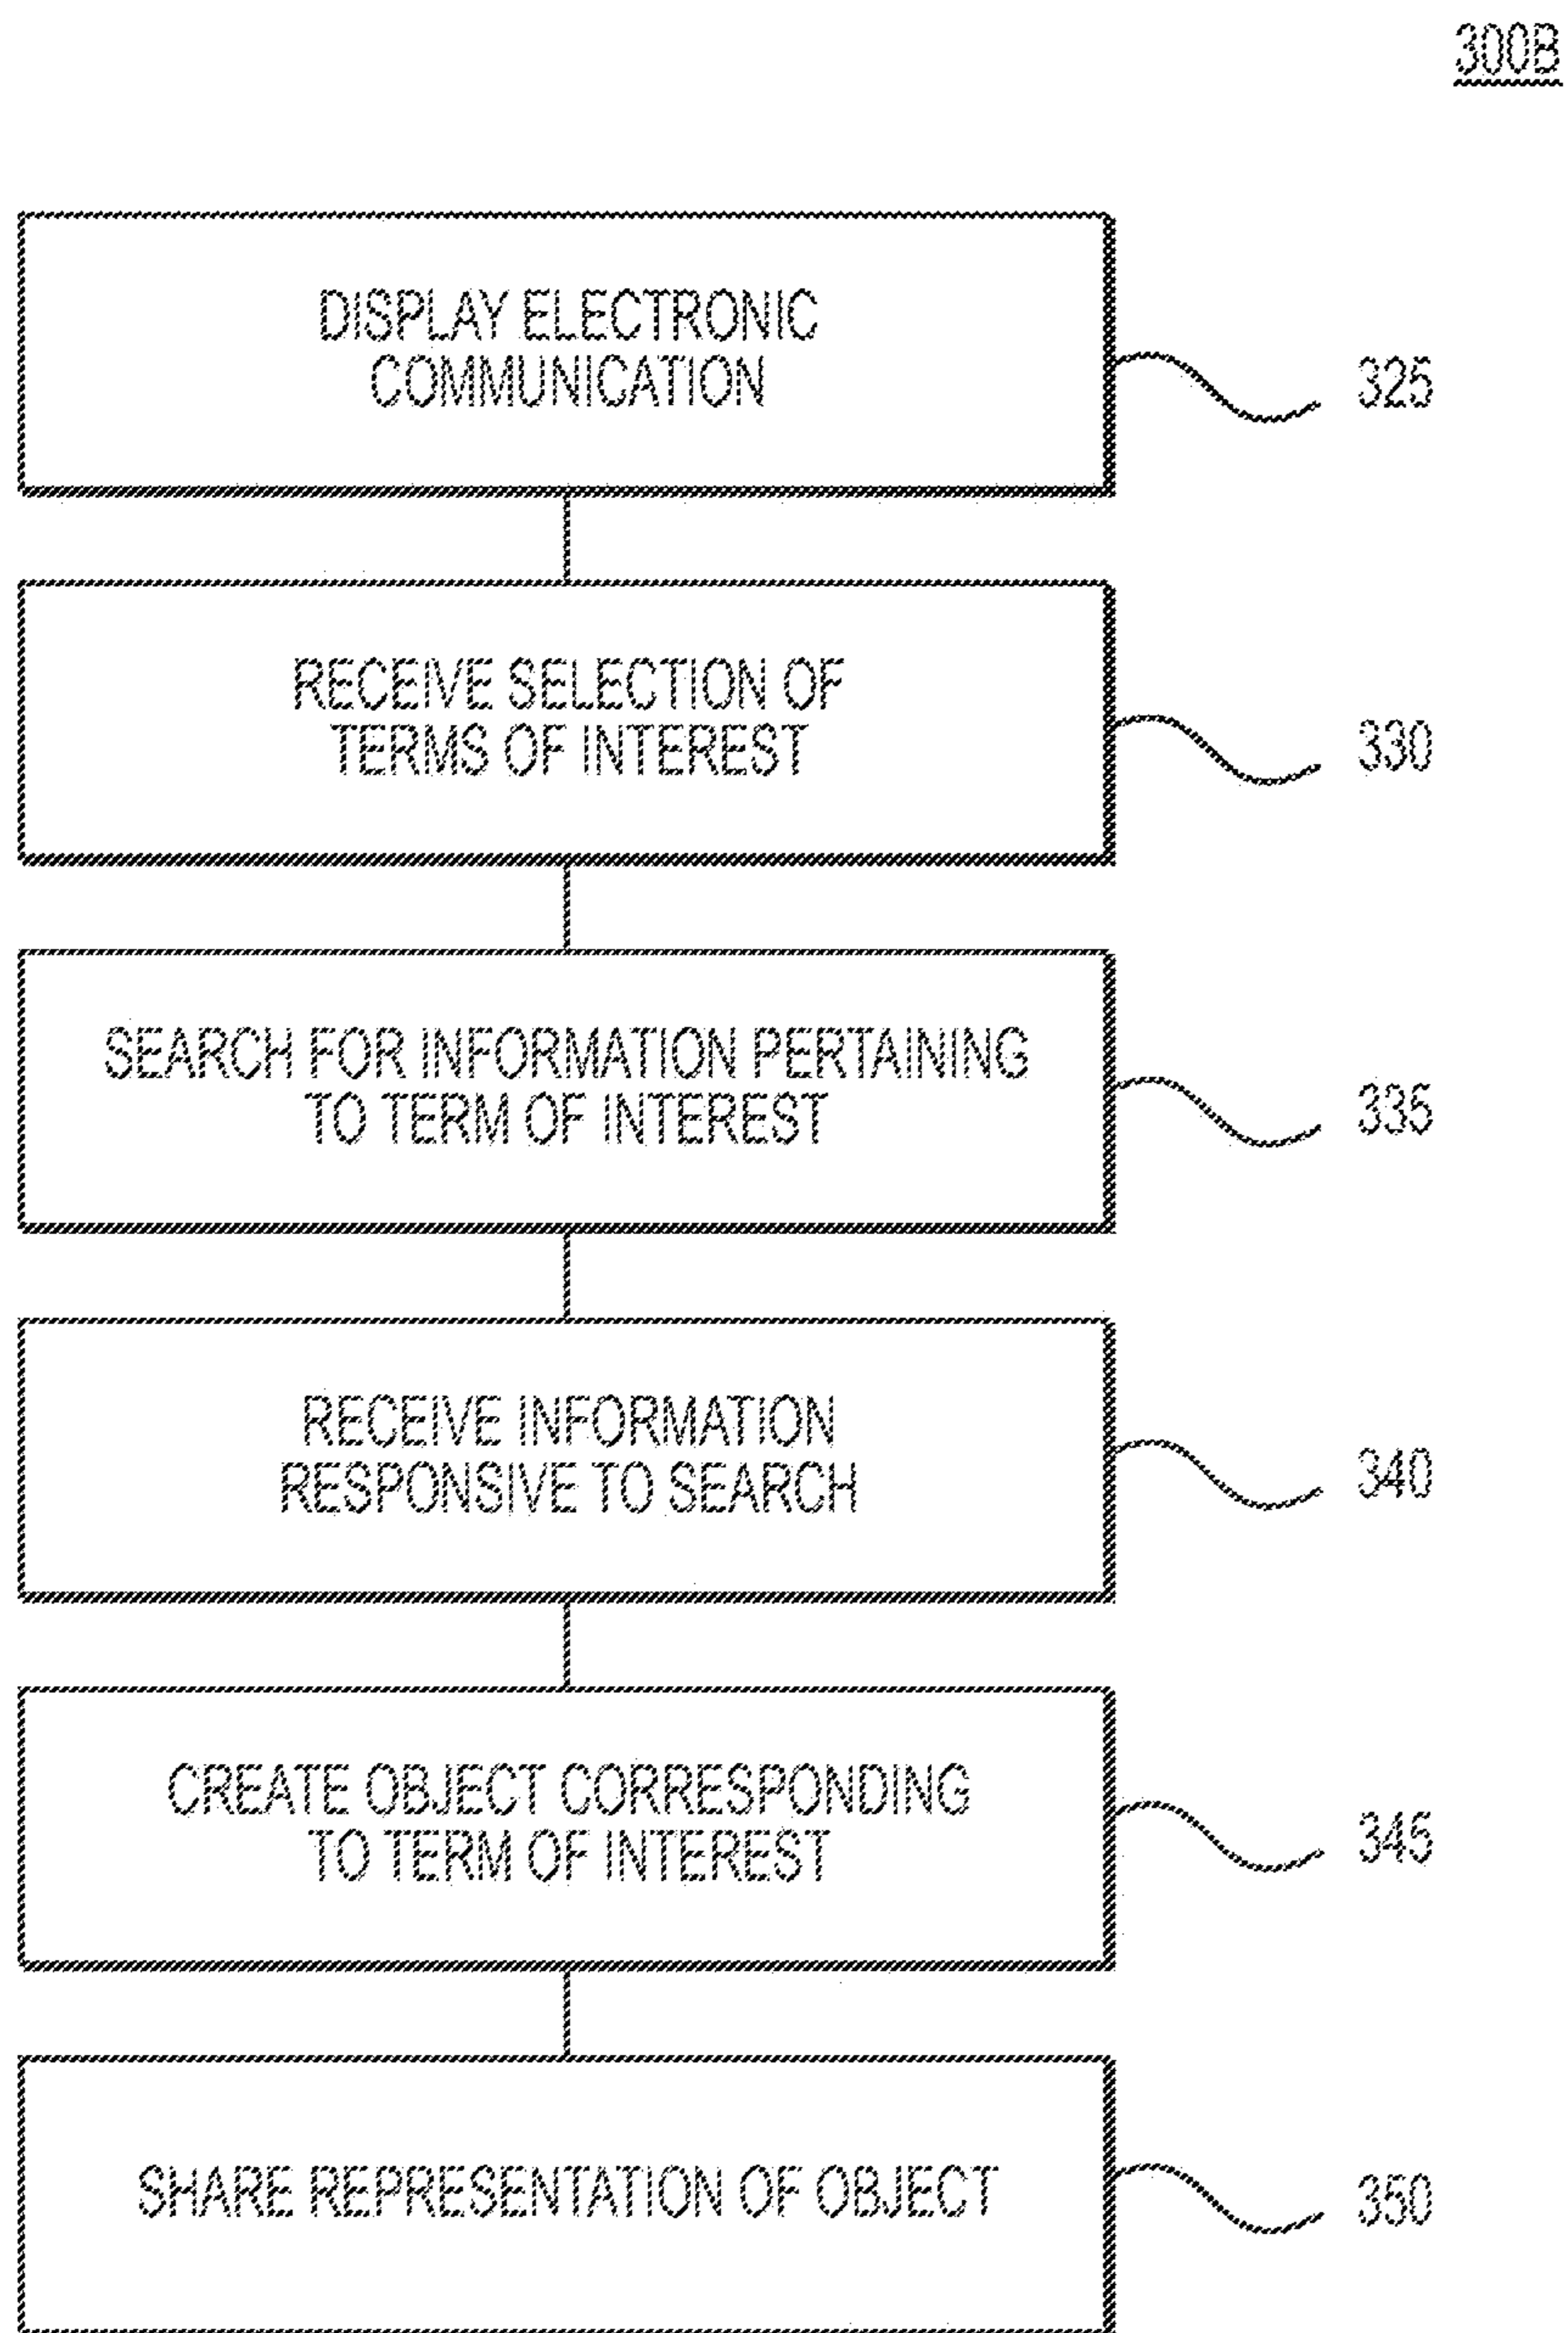 300B
DISPLAY ELECTRONIC
COMMUNICATION
325
RECEIVE SELECTION OF
TERMS OF INTEREST
330
SEARCH FOR INFORMATION PERTAINING
TO TERM OF INTEREST
335
RECEIVE INFORMATION
RESPONSIVE TO SEARCH
340
CREATE OBJECT CORRESPONDING
TO TERM OF INTEREST
345
SHARE REPRESENTATION OF OBJECT
350